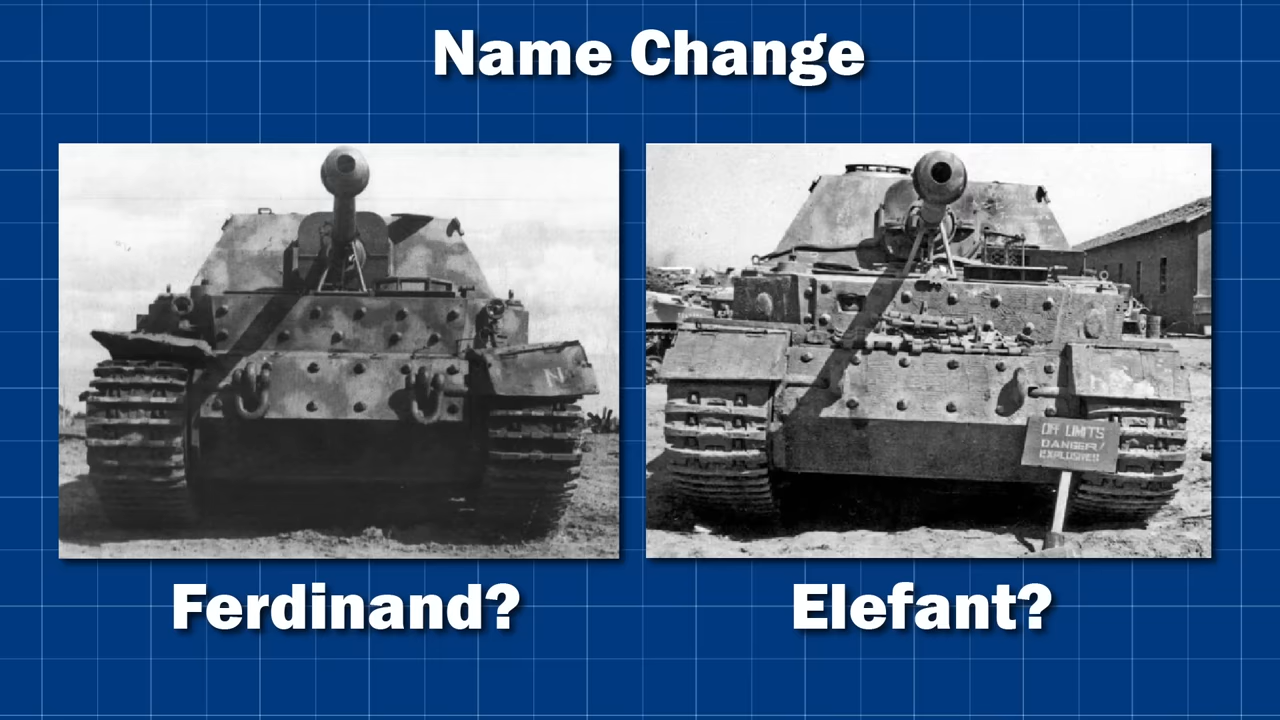 Name Change
OFF LIMITS
DANGER!
EXPLOSIVES
N
Ferdinand?
Elefant?